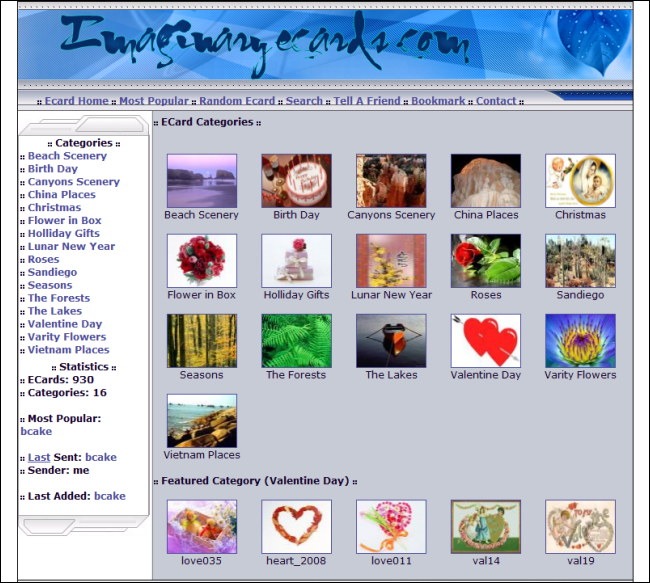 Imaginaryecards.com
:: Ecard Home :: Most Popular :: Random Ecard :: Search :: Tell A Friend :: Bookmark :: Contact ::
:: Categories ::
:: Beach Scenery
:: Birth Day
:: Canyons Scenery
:: China Places
:: Christmas
:: Flower in Box
:: Holliday Gifts
:: Lunar New Year
:: Roses
:: Sandiego
:: Seasons
:: The Forests
:: The Lakes
:: Valentine Day
:: Varity Flowers
:: Vietnam Places
:: Statistics ::
:: ECards: 930
:: Categories: 16
:: Most Popular:
bcake
:: Last Sent: bcake
:: Sender: me
:: Last Added: bcake
:: ECard Categories ::
Beach Scenery Birth Day Canyons Scenery China Places Christmas
Flower in Box Holliday Gifts Lunar New Year Roses Sandiego
Seasons The Forests The Lakes Valentine Day Varity Flowers
Vietnam Places
:: Featured Category (Valentine Day) ::
love035 heart_2008 love011 val14 val19